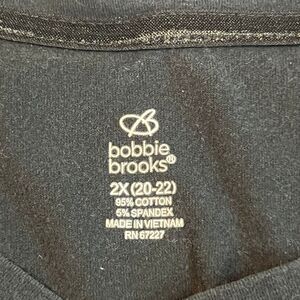 bobbie
brooks®
2X (20-22)
95% COTTON
5% SPANDEX
MADE IN VIETNAM
RN 67227